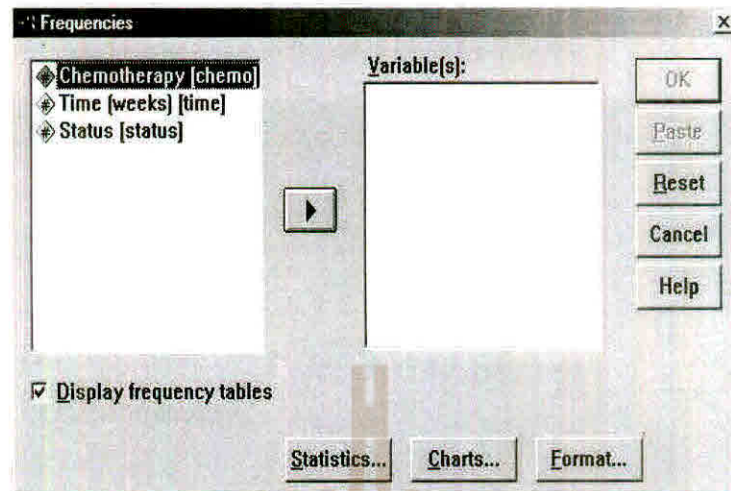 Frequencies
Chemotherapy [chemo]
Time (weeks) [time]
Status [status]
Variable(s):
OK
Paste
Reset
Cancel
Help
Display frequency tables
Statistics...
Charts...
Format...